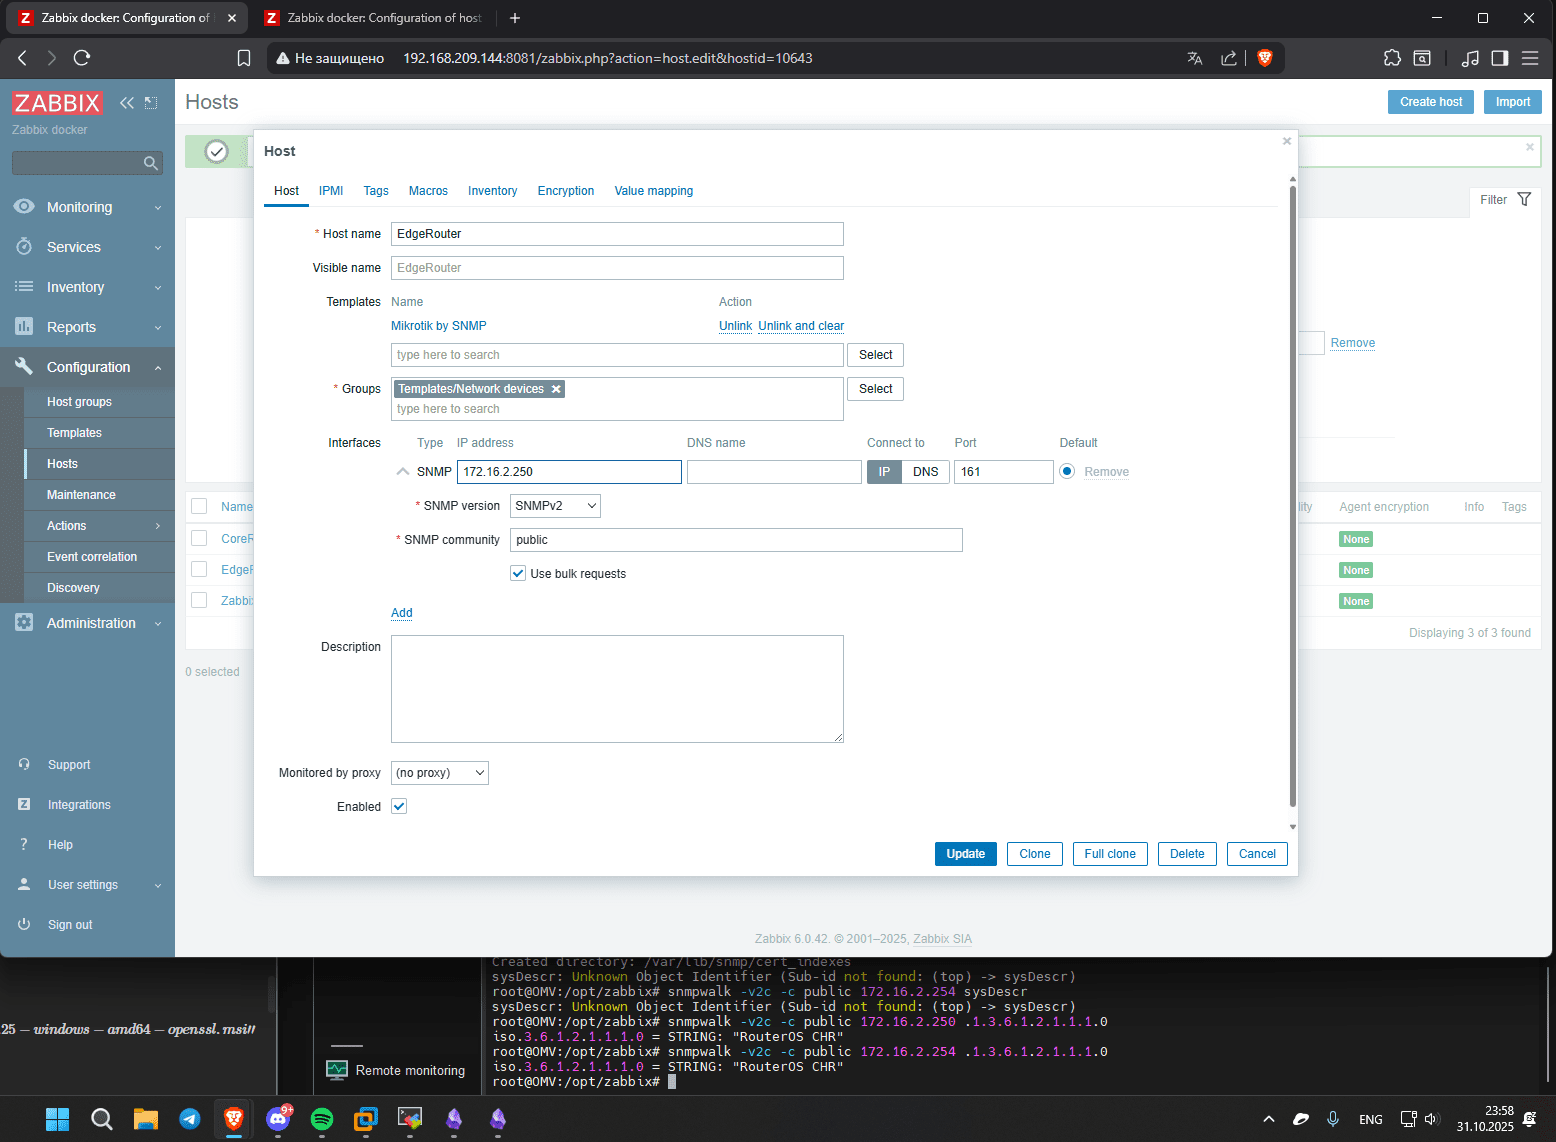 Zabbix docker: Configuration of
Zabbix docker: Configuration of host
Не защищено 192.168.209.144:8081/zabbix.php?action=host.edit&hostid=10643
ZABBIX
Zabbix docker
Monitoring
Services
Inventory
Reports
Configuration
Host groups
Templates
Hosts
Maintenance
Actions
Event correlation
Discovery
Administration
Support
Integrations
Help
User settings
Sign out
Hosts
Create host Import
Filter
Remove
Host
Host IPMI Tags Macros Inventory Encryption Value mapping
* Host name EdgeRouter
Visible name EdgeRouter
Templates Name Action
Mikrotik by SNMP Unlink Unlink and clear
type here to search Select
* Groups Templates/Network devices Select
type here to search
Interfaces Type IP address DNS name Connect to Port Default
SNMP 172.16.2.250 IP DNS 161 Remove
* SNMP version SNMPv2
* SNMP community public
Use bulk requests
Add
Description
Monitored by proxy (no proxy)
Enabled
Update Clone Full clone Delete Cancel
Name lity Agent encryption Info Tags
CoreR None
EdgeR None
Zabbi None
Displaying 3 of 3 found
0 selected
Zabbix 6.0.42. © 2001–2025, Zabbix SIA
25 – windows – amd64 – openssl.msi"
Remote monitoring
Created directory: /var/lib/snmp/cert_indexes
sysDescr: Unknown Object Identifier (Sub-id not found: (top) -> sysDescr)
root@OMV:/opt/zabbix# snmpwalk -v2c -c public 172.16.2.254 sysDescr
sysDescr: Unknown Object Identifier (Sub-id not found: (top) -> sysDescr)
root@OMV:/opt/zabbix# snmpwalk -v2c -c public 172.16.2.250 .1.3.6.1.2.1.1.1.0
iso.3.6.1.2.1.1.1.0 = STRING: "RouterOS CHR"
root@OMV:/opt/zabbix# snmpwalk -v2c -c public 172.16.2.254 .1.3.6.1.2.1.1.1.0
iso.3.6.1.2.1.1.1.0 = STRING: "RouterOS CHR"
root@OMV:/opt/zabbix#
9+
ENG
23:58
31.10.2025